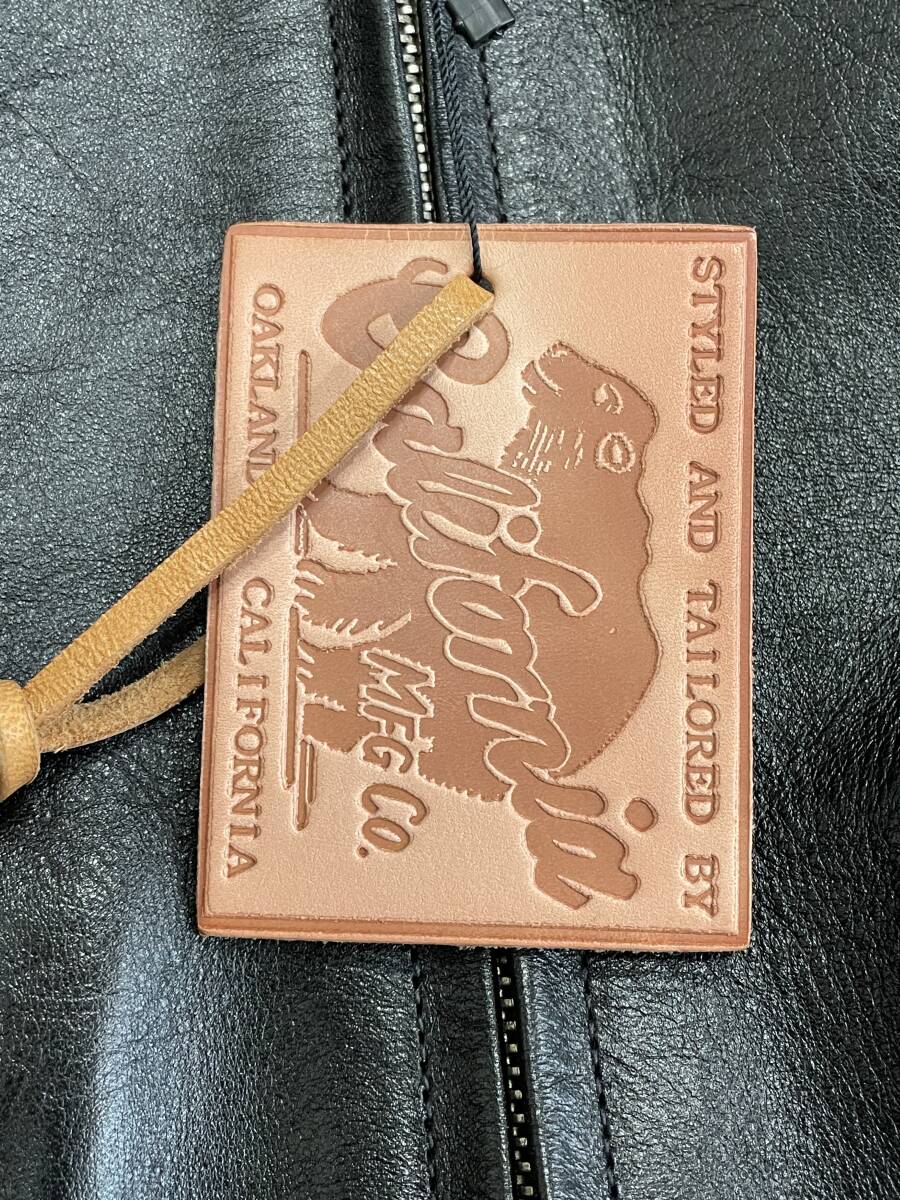 STYLED AND TAILORED BY
California
MFG Co.
OAKLAND CALIFORNIA